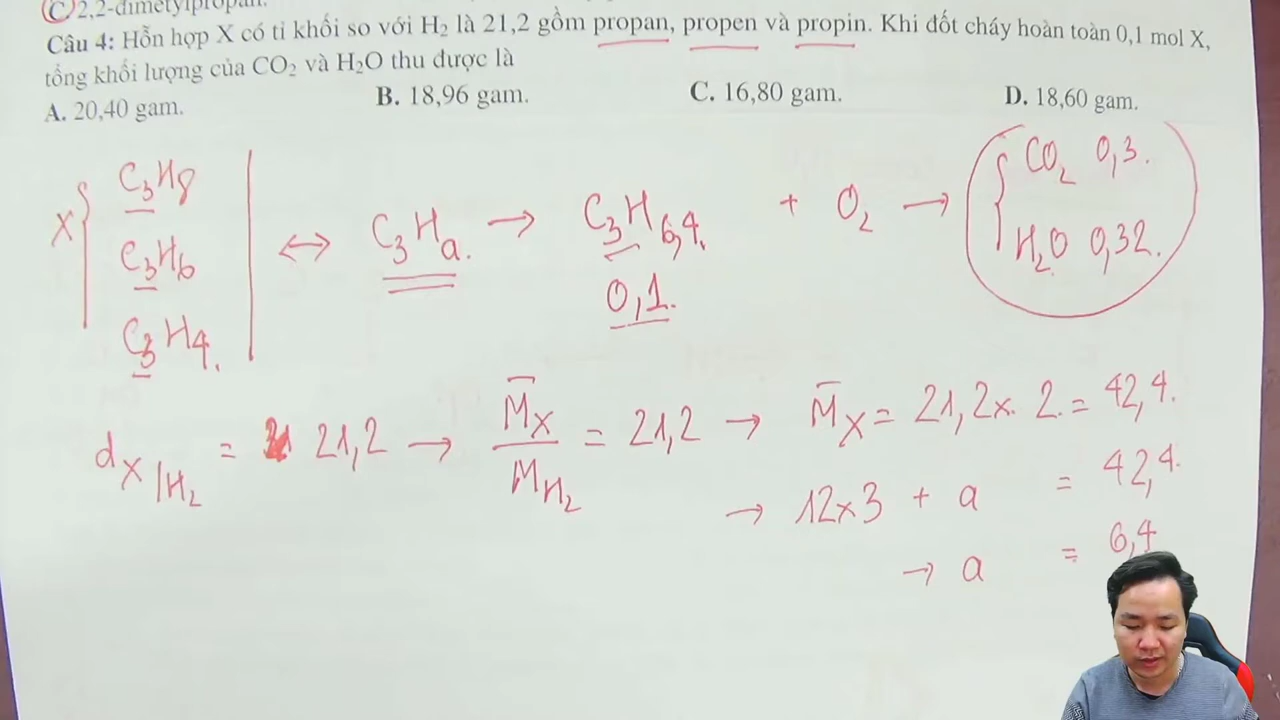 C. 2,2-dimetylpropan.
Câu 4: Hỗn hợp X có tỉ khối so với H₂ là 21,2 gồm propan, propen và propin. Khi đốt cháy hoàn toàn 0,1 mol X,
tổng khối lượng của CO₂ và H₂O thu được là
A. 20,40 gam. B. 18,96 gam. C. 16,80 gam. D. 18,60 gam.
X { C₃H₈
C₃H₆
C₃H₄.
⟷ C₃Hₐ. → C₃H₆,₄. + O₂ → { CO₂ 0,3.
H₂O 0,32.
0,1.
d X/H₂ = 21,2 → M̄X / MH₂ = 21,2 → M̄X = 21,2 x. 2. = 42,4.
→ 12x3 + a = 42,4.
→ a = 6,4